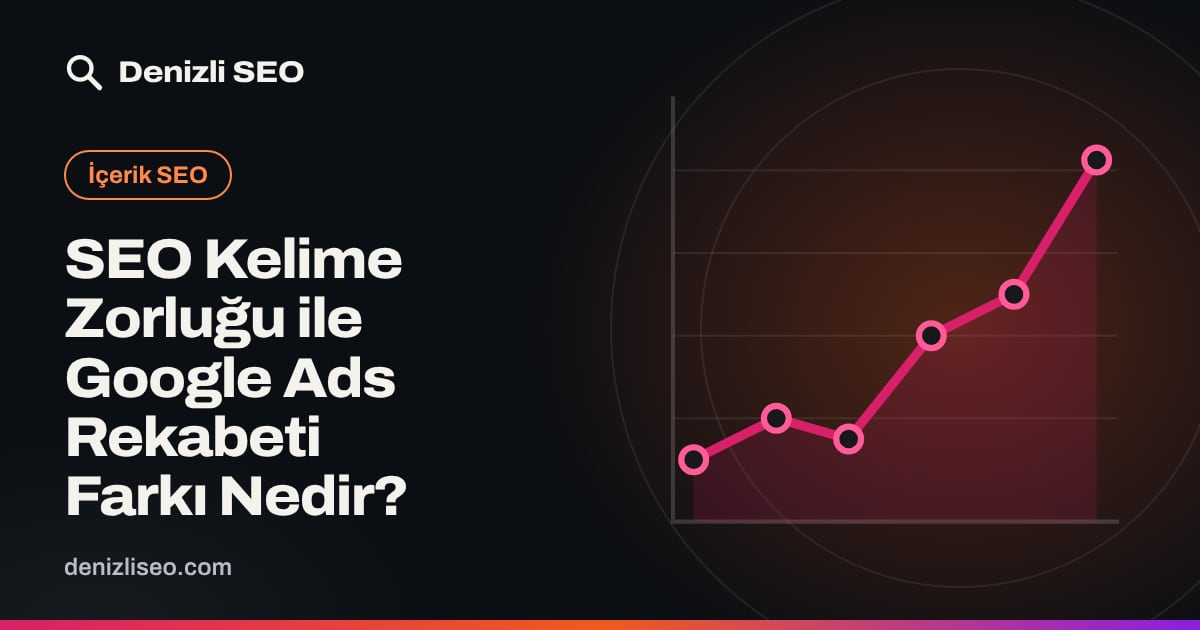 Denizli SEO
İçerik SEO
SEO Kelime
Zorluğu ile
Google Ads
Rekabeti
Farkı Nedir?
denizliseo.com